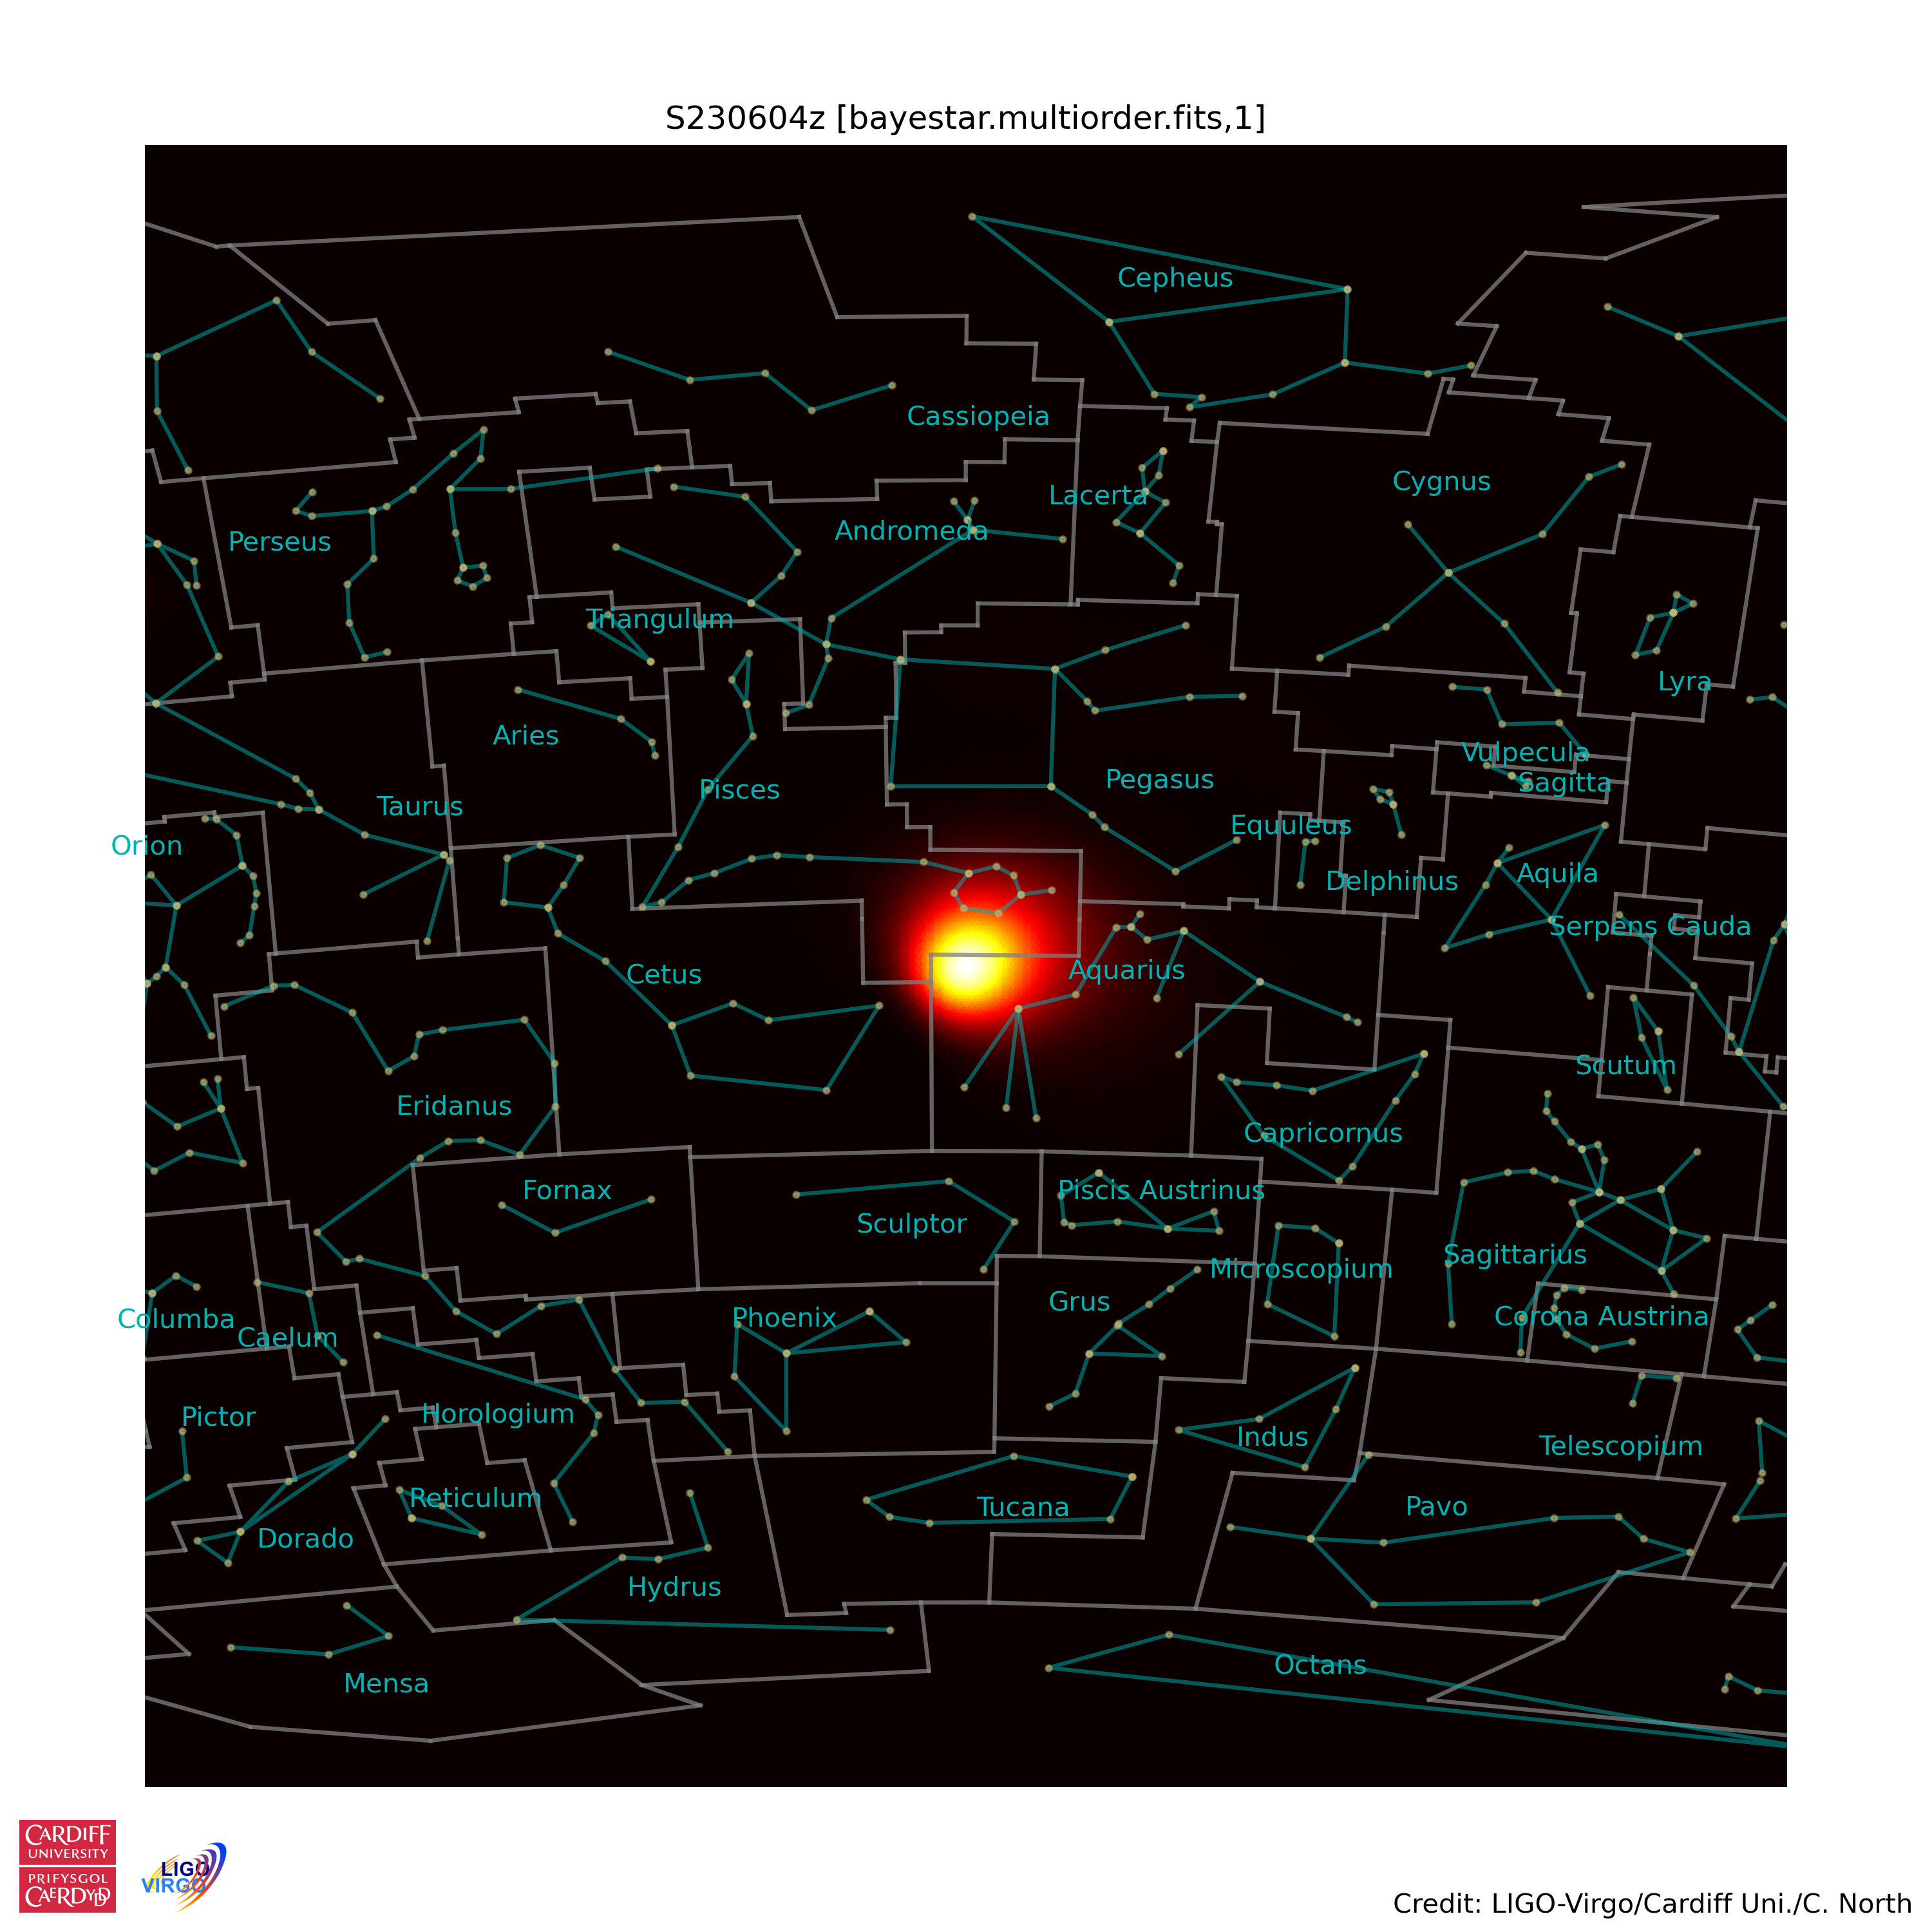 S230604z [bayestar.multiorder.fits,1]
Cepheus
Cassiopeia
Cygnus
Lacerta
Andromeda
Perseus
Triangulum
Lyra
Aries
Vulpecula
Pegasus
Sagitta
Pisces
Taurus
Equuleus
Orion
Aquila
Delphinus
Serpens Cauda
Aquarius
Cetus
Scutum
Eridanus
Capricornus
Fornax
Piscis Austrinus
Sculptor
Sagittarius
Microscopium
Grus
Corona Austrina
Phoenix
Columba
Caelum
Horologium
Pictor
Indus
Telescopium
Reticulum
Tucana
Pavo
Dorado
Hydrus
Octans
Mensa
CARDIFF
UNIVERSITY
PRIFYSGOL
CAERDYDD
LIGO
VIRGO
Credit: LIGO-Virgo/Cardiff Uni./C. North